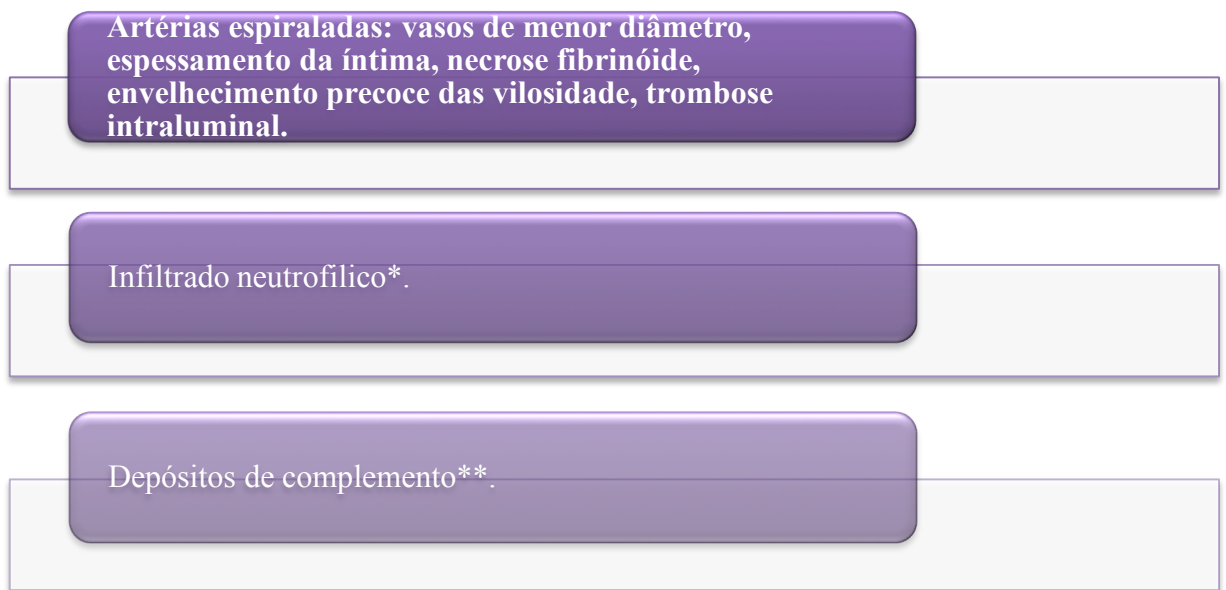 Artérias espiraladas: vasos de menor diâmetro,
espessamento da íntima, necrose fibrinóide,
envelhecimento precoce das vilosidade, trombose
intraluminal.
Infiltrado neutrofilico*.
Depósitos de complemento**.